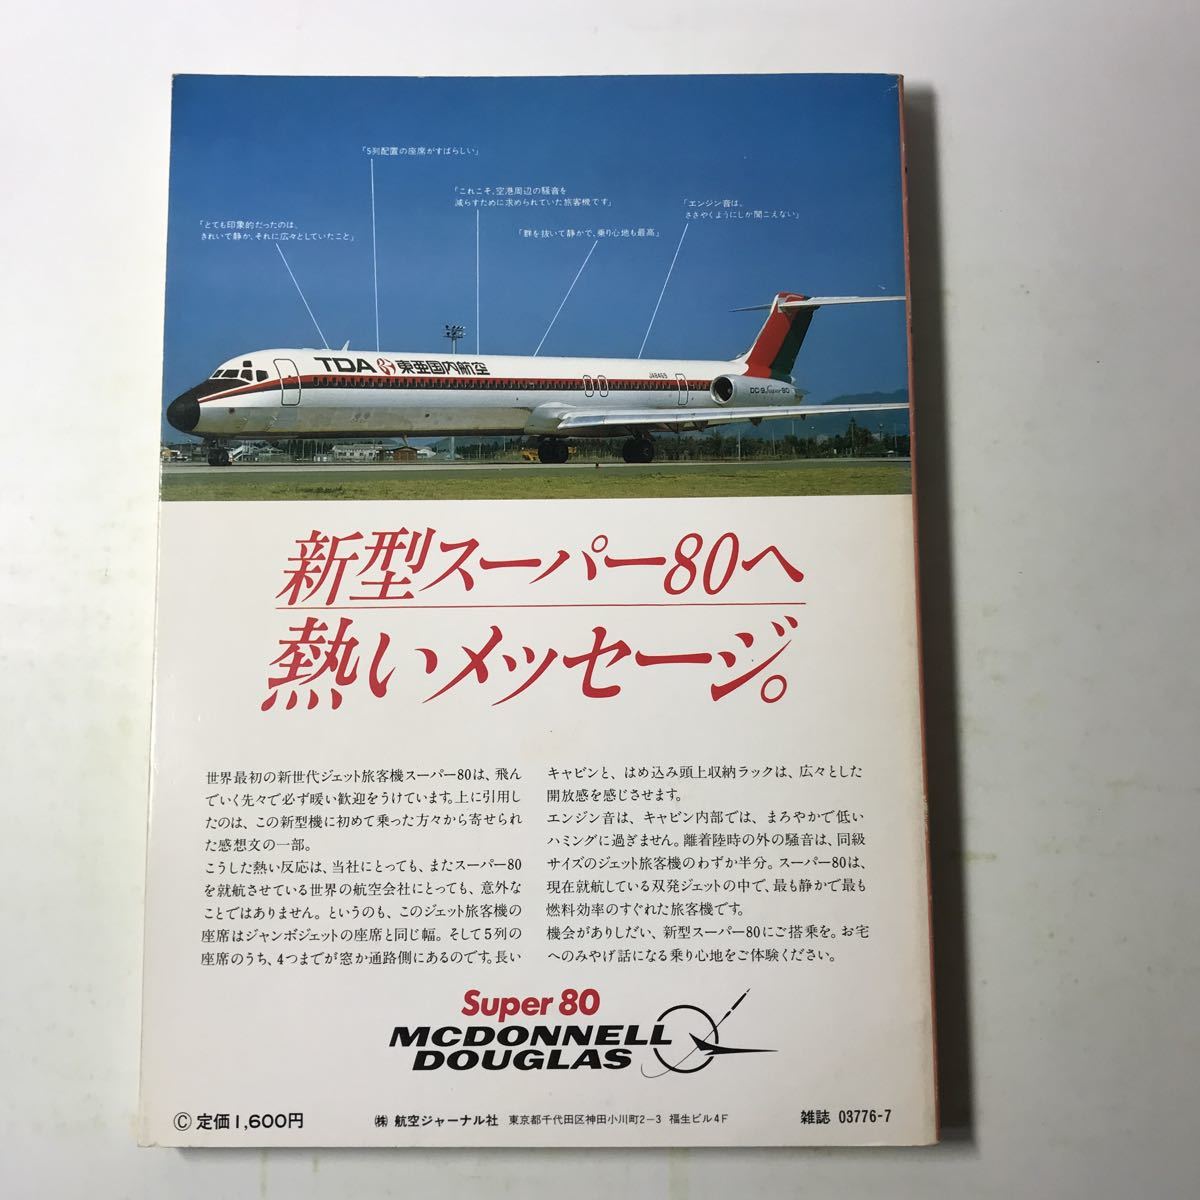 「5列配置の座席がすばらしい」
「これこそ、空港周辺の騒音を
減らすために求められていた旅客機です」
「エンジン音は、
ささやくようにしか聞こえない」
「とても印象的だったのは、
きれいで静か、それに広々としていたこと」
「群を抜いて静かで、乗り心地も最高」
TDA 東亜国内航空
JA8469
DC-9 Super 80
新型スーパー80へ
熱いメッセージ。
世界最初の新世代ジェット旅客機スーパー80は、飛ん
でいく先々で必ず暖い歓迎をうけています。上に引用し
たのは、この新型機に初めて乗った方々から寄せられ
た感想文の一部。
こうした熱い反応は、当社にとっても、またスーパー80
を就航させている世界の航空会社にとっても、意外な
ことではありません。というのも、このジェット旅客機の
座席はジャンボジェットの座席と同じ幅。そして5列の
座席のうち、4つまでが窓か通路側にあるのです。長い
キャビンと、はめ込み頭上収納ラックは、広々とした
開放感を感じさせます。
エンジン音は、キャビン内部では、まろやかで低い
ハミングに過ぎません。離着陸時の外の騒音は、同級
サイズのジェット旅客機のわずか半分。スーパー80は、
現在就航している双発ジェットの中で、最も静かで最も
燃料効率のすぐれた旅客機です。
機会がありしだい、新型スーパー80にご搭乗を。お宅
へのみやげ話になる乗り心地をご体験ください。
Super 80
MCDONNELL
DOUGLAS
Ⓒ 定価1,600円
㈱ 航空ジャーナル社 東京都千代田区神田小川町2-3 福生ビル4F
雑誌 03776-7